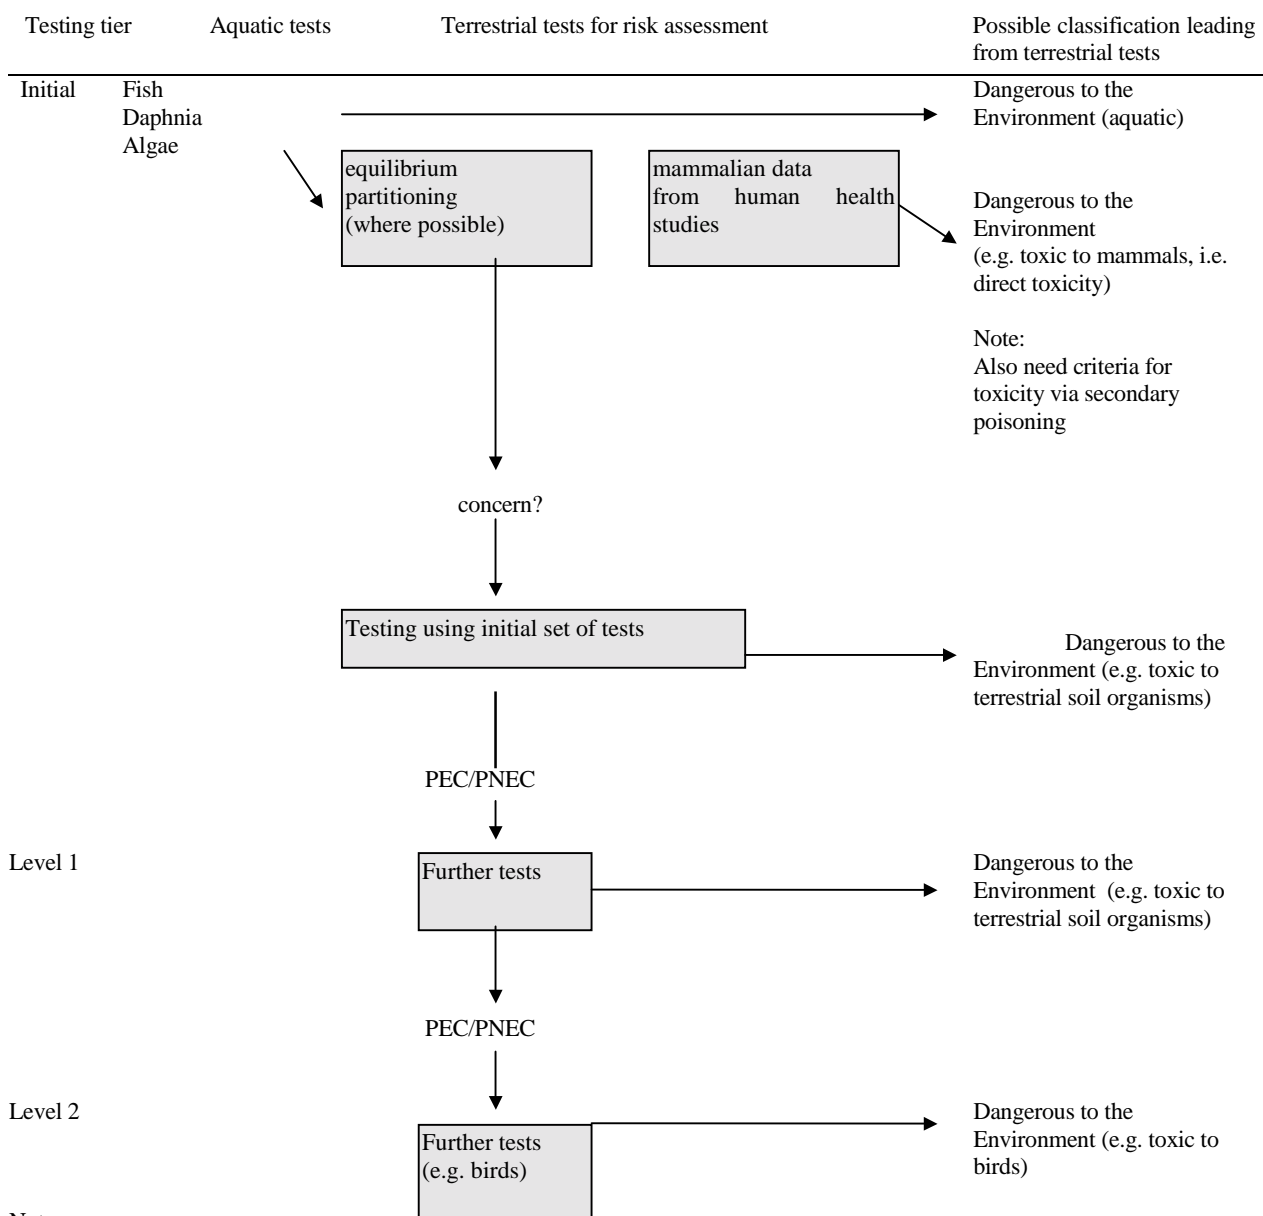 Testing tier Aquatic tests Terrestrial tests for risk assessment Possible classification leading
from terrestrial tests
Initial Fish
Daphnia
Algae
Dangerous to the
Environment (aquatic)
equilibrium
partitioning
(where possible)
mammalian data
from human health
studies
Dangerous to the
Environment
(e.g. toxic to mammals, i.e.
direct toxicity)
Note:
Also need criteria for
toxicity via secondary
poisoning
concern?
Testing using initial set of tests
Dangerous to the
Environment (e.g. toxic to
terrestrial soil organisms)
PEC/PNEC
Level 1
Further tests
Dangerous to the
Environment (e.g. toxic to
terrestrial soil organisms)
PEC/PNEC
Level 2
Further tests
(e.g. birds)
Dangerous to the
Environment (e.g. toxic to
birds)